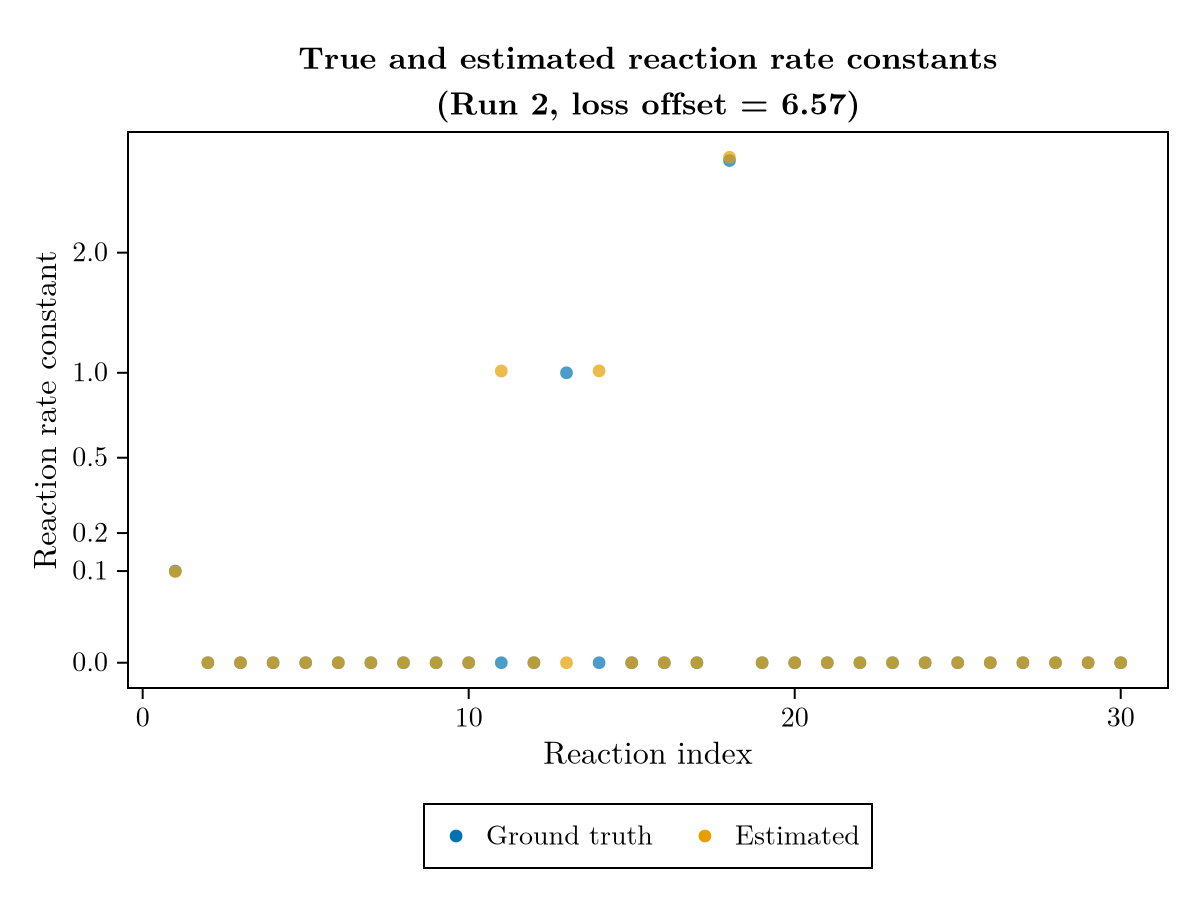 True and estimated reaction rate constants
(Run 2, loss offset = 6.57)
Reaction rate constant
2.0
1.0
0.5
0.2
0.1
0.0
0 10 20 30
Reaction index
Ground truth Estimated